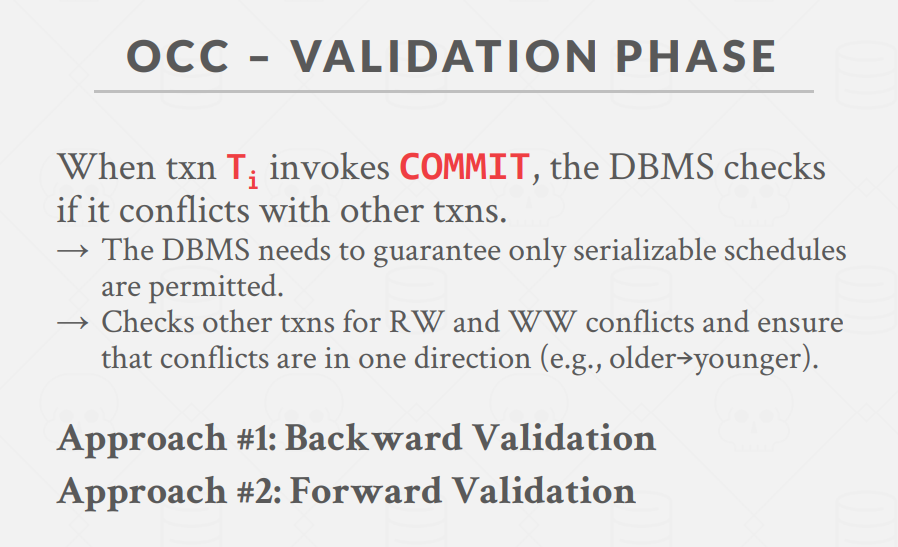 OCC – VALIDATION PHASE
When txn Tᵢ invokes COMMIT, the DBMS checks
if it conflicts with other txns.
→ The DBMS needs to guarantee only serializable schedules
are permitted.
→ Checks other txns for RW and WW conflicts and ensure
that conflicts are in one direction (e.g., older→younger).
Approach #1: Backward Validation
Approach #2: Forward Validation